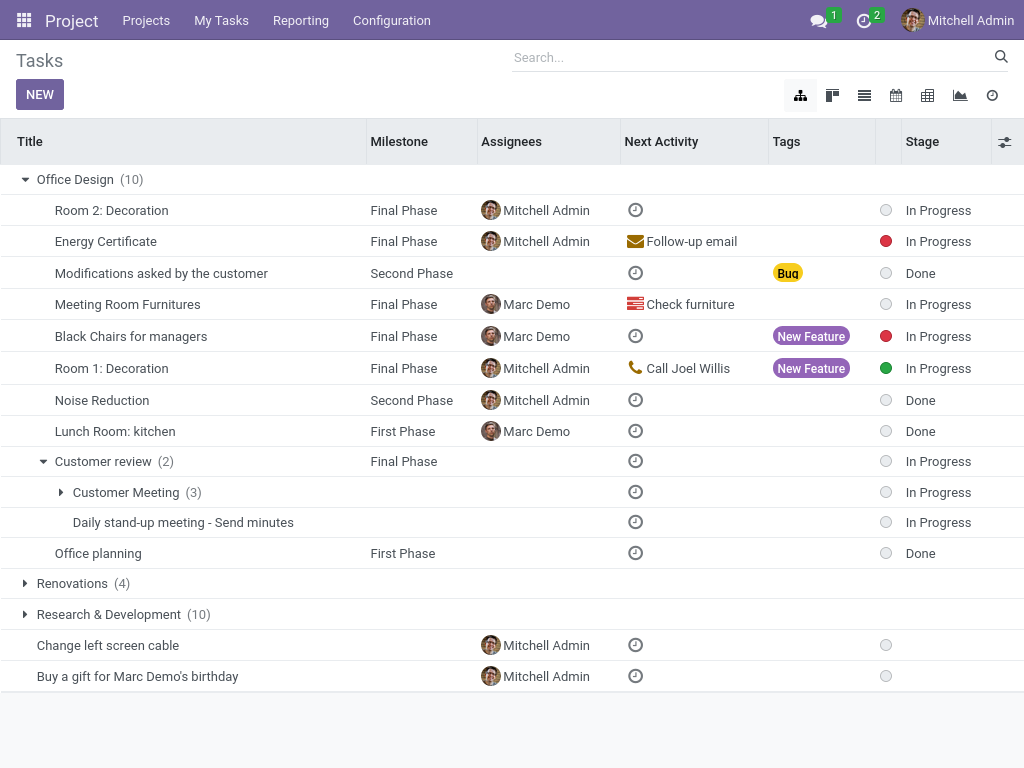 Project Projects My Tasks Reporting Configuration 1 2 Mitchell Admin
Tasks Search...
NEW
Title Milestone Assignees Next Activity Tags Stage
Office Design (10)
Room 2: Decoration Final Phase Mitchell Admin In Progress
Energy Certificate Final Phase Mitchell Admin Follow-up email In Progress
Modifications asked by the customer Second Phase Bug Done
Meeting Room Furnitures Final Phase Marc Demo Check furniture In Progress
Black Chairs for managers Final Phase Marc Demo New Feature In Progress
Room 1: Decoration Final Phase Mitchell Admin Call Joel Willis New Feature In Progress
Noise Reduction Second Phase Mitchell Admin Done
Lunch Room: kitchen First Phase Marc Demo Done
Customer review (2) Final Phase In Progress
Customer Meeting (3) In Progress
Daily stand-up meeting - Send minutes In Progress
Office planning First Phase Done
Renovations (4)
Research & Development (10)
Change left screen cable Mitchell Admin
Buy a gift for Marc Demo's birthday Mitchell Admin